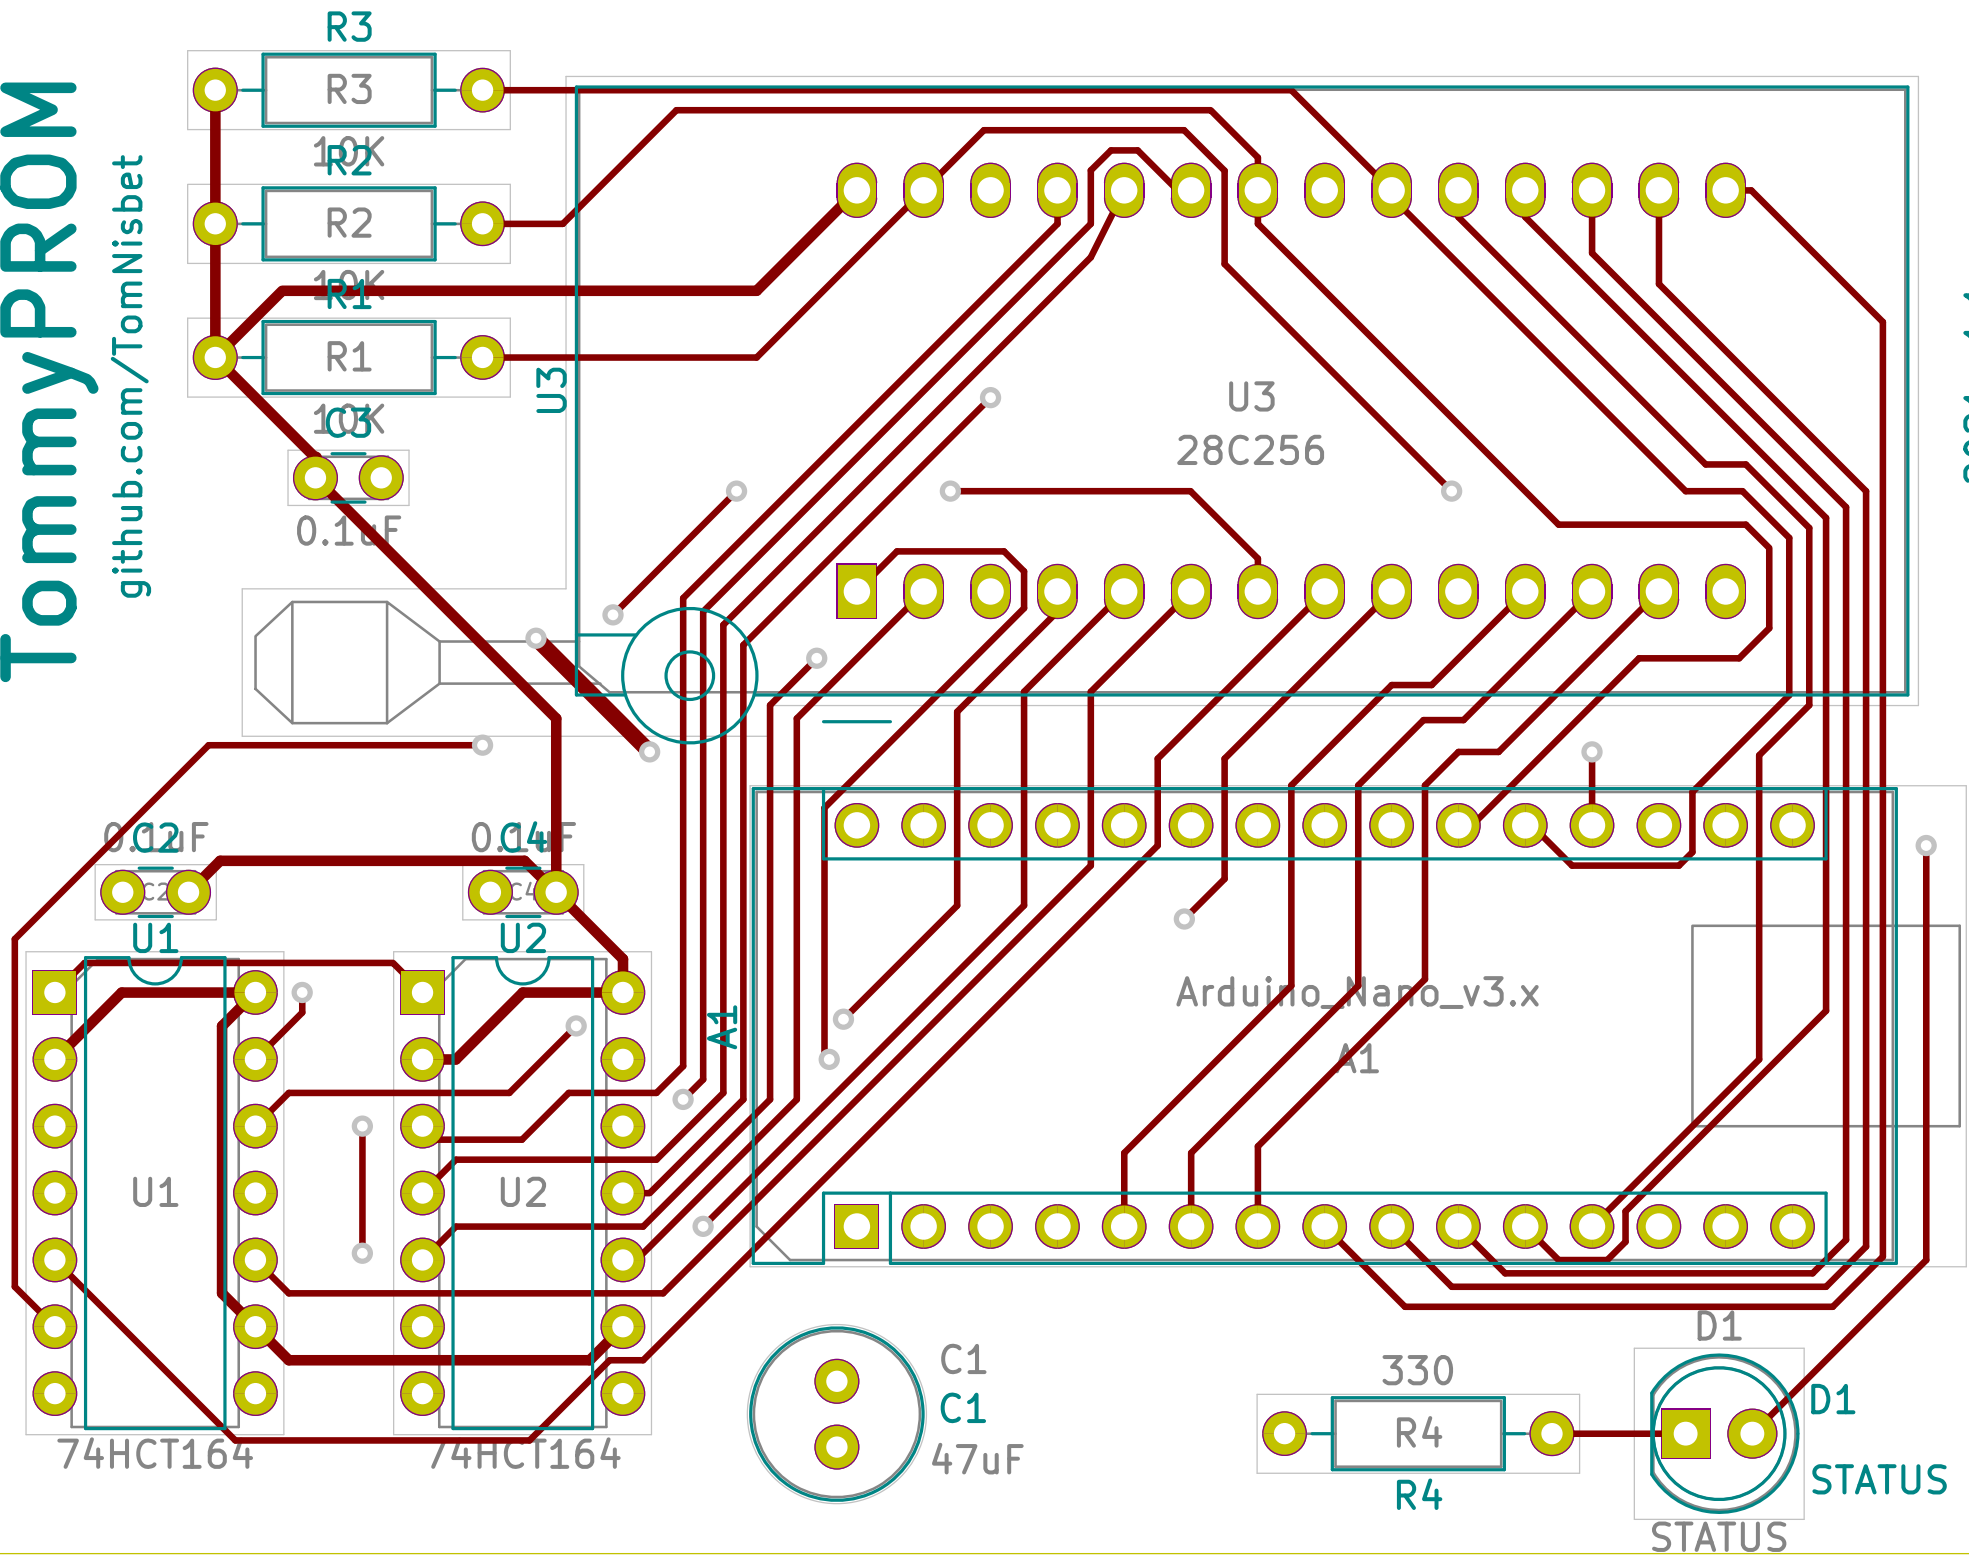 TommyPROM
github.com/TomNisbet
R3
R3
10K
R2
R2
10K
R1
R1
10K
C3
0.1uF
U3
U3
28C256
0.1uF
C2
C2
0.1uF
C4
C4
U1
U2
A1
Arduino_Nano_v3.x
A1
U1
U2
74HCT164
74HCT164
C1
C1
47uF
330
R4
R4
D1
D1
STATUS
STATUS